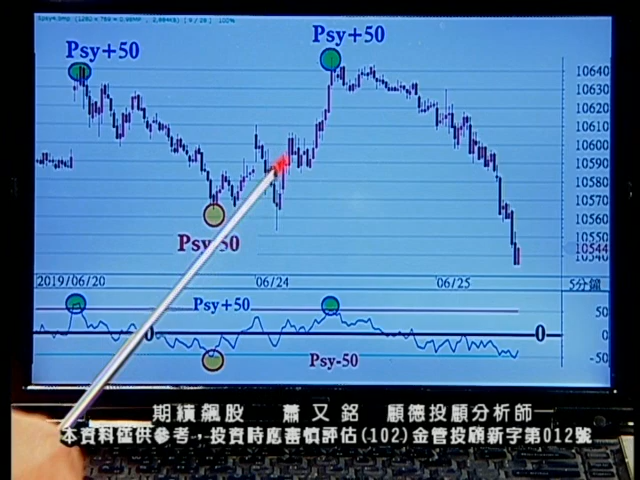 Psy+50
Psy+50
10640
10630
10620
10610
10600
10590
10580
10570
10560
10550
10544
10540
Psy-50
2019/06/20
06/24
06/25
5分鐘
Psy+50
50
0
0
0
Psy-50
-50
期績飆股 蕭又銘 顧德投顧分析師
本資料僅供參考，投資時應審慎評估(102)金管投顧新字第012號